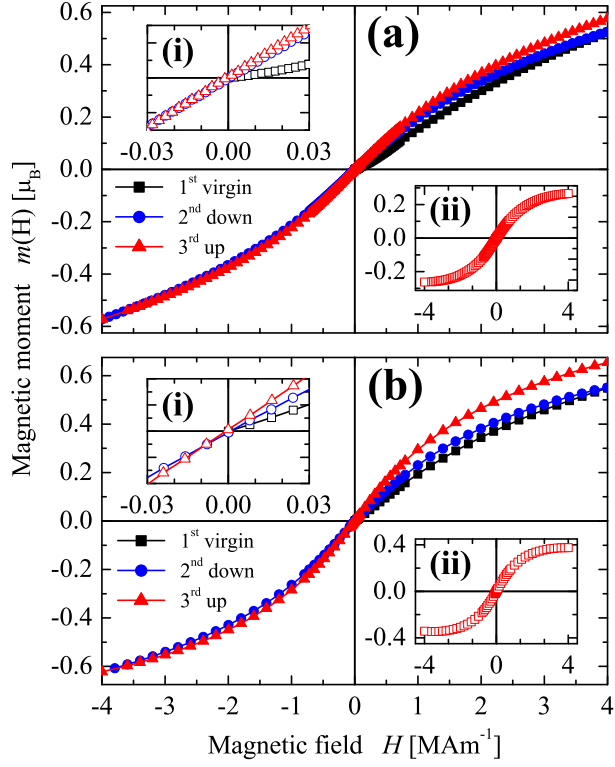 Magnetic moment m(H) [μB]
(a)
0.6
0.4
0.2
0.0
-0.2
-0.4
-0.6
(i)
-0.03 0.00 0.03
1st virgin
2nd down
3rd up
(ii)
0.2
0.0
-0.2
-4 0 4
(b)
0.6
0.4
0.2
0.0
-0.2
-0.4
-0.6
(i)
-0.03 0.00 0.03
1st virgin
2nd down
3rd up
(ii)
0.4
0.0
-0.4
-4 0 4
-4 -3 -2 -1 0 1 2 3 4
Magnetic field H [MAm-1]